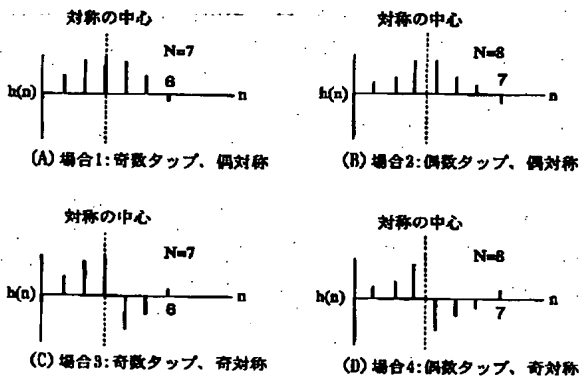 対称の中心
N=7
h(n)
6
n
(A) 場合1:奇数タップ、偶対称
対称の中心
N=8
h(n)
7
n
(B) 場合2:偶数タップ、偶対称
対称の中心
N=7
h(n)
6
n
(C) 場合3:奇数タップ、奇対称
対称の中心
N=8
h(n)
7
n
(D) 場合4:偶数タップ、奇対称